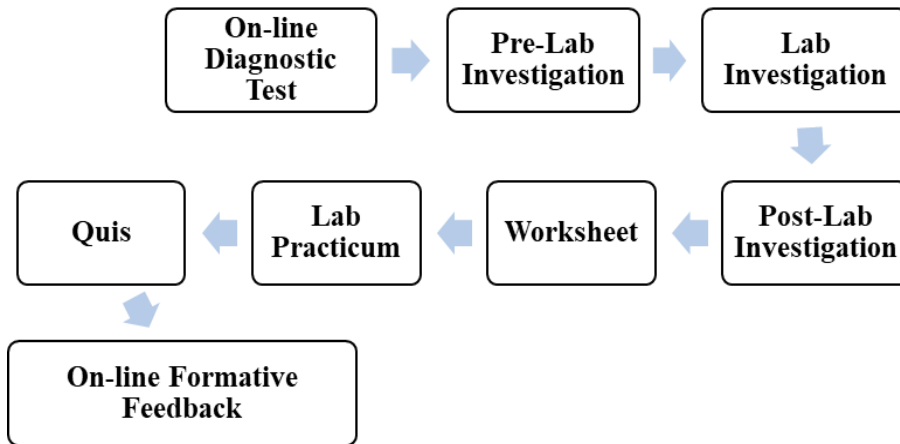 On-line
Diagnostic
Test
Pre-Lab
Investigation
Lab
Investigation
Post-Lab
Investigation
Worksheet
Lab
Practicum
Quis
On-line Formative
Feedback